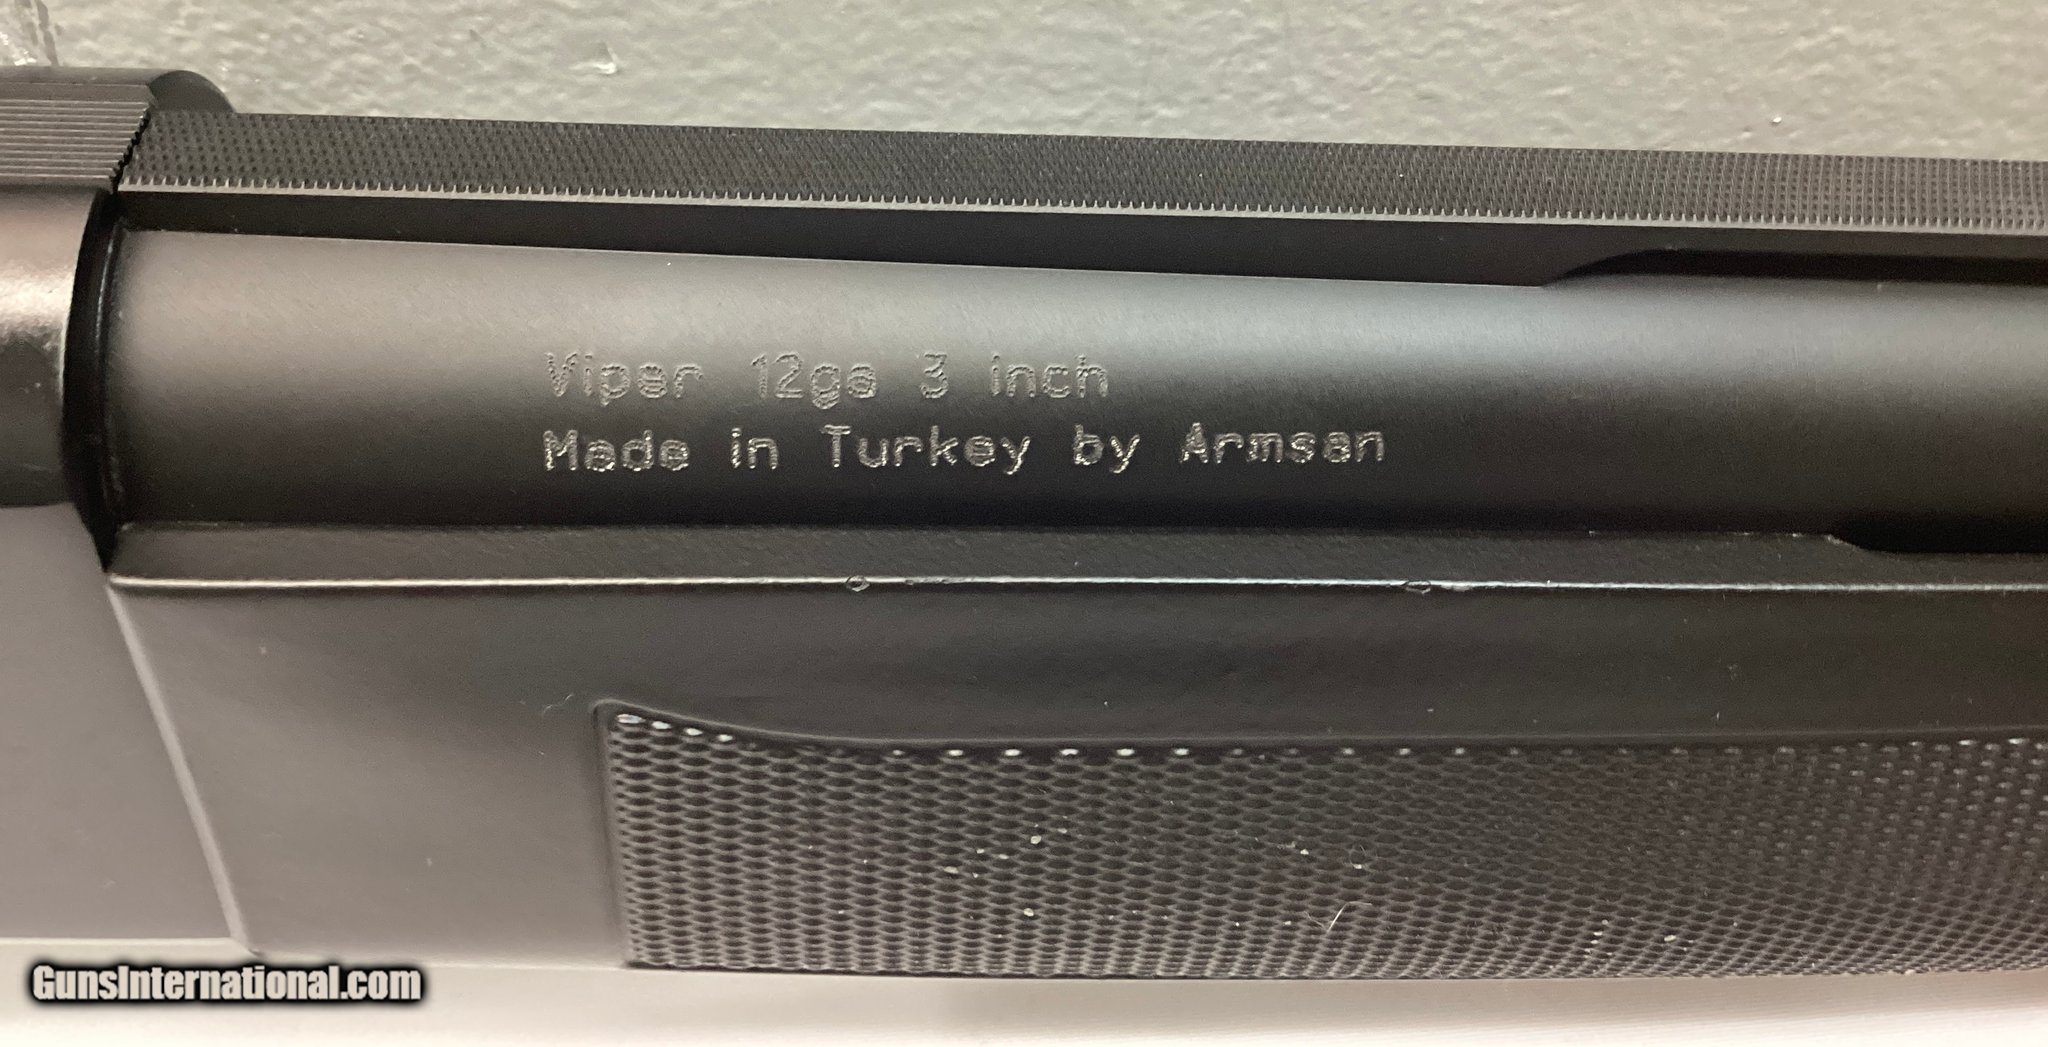 Viper 12ga 3 inch
Made in Turkey by Armsan
GunsInternational.com